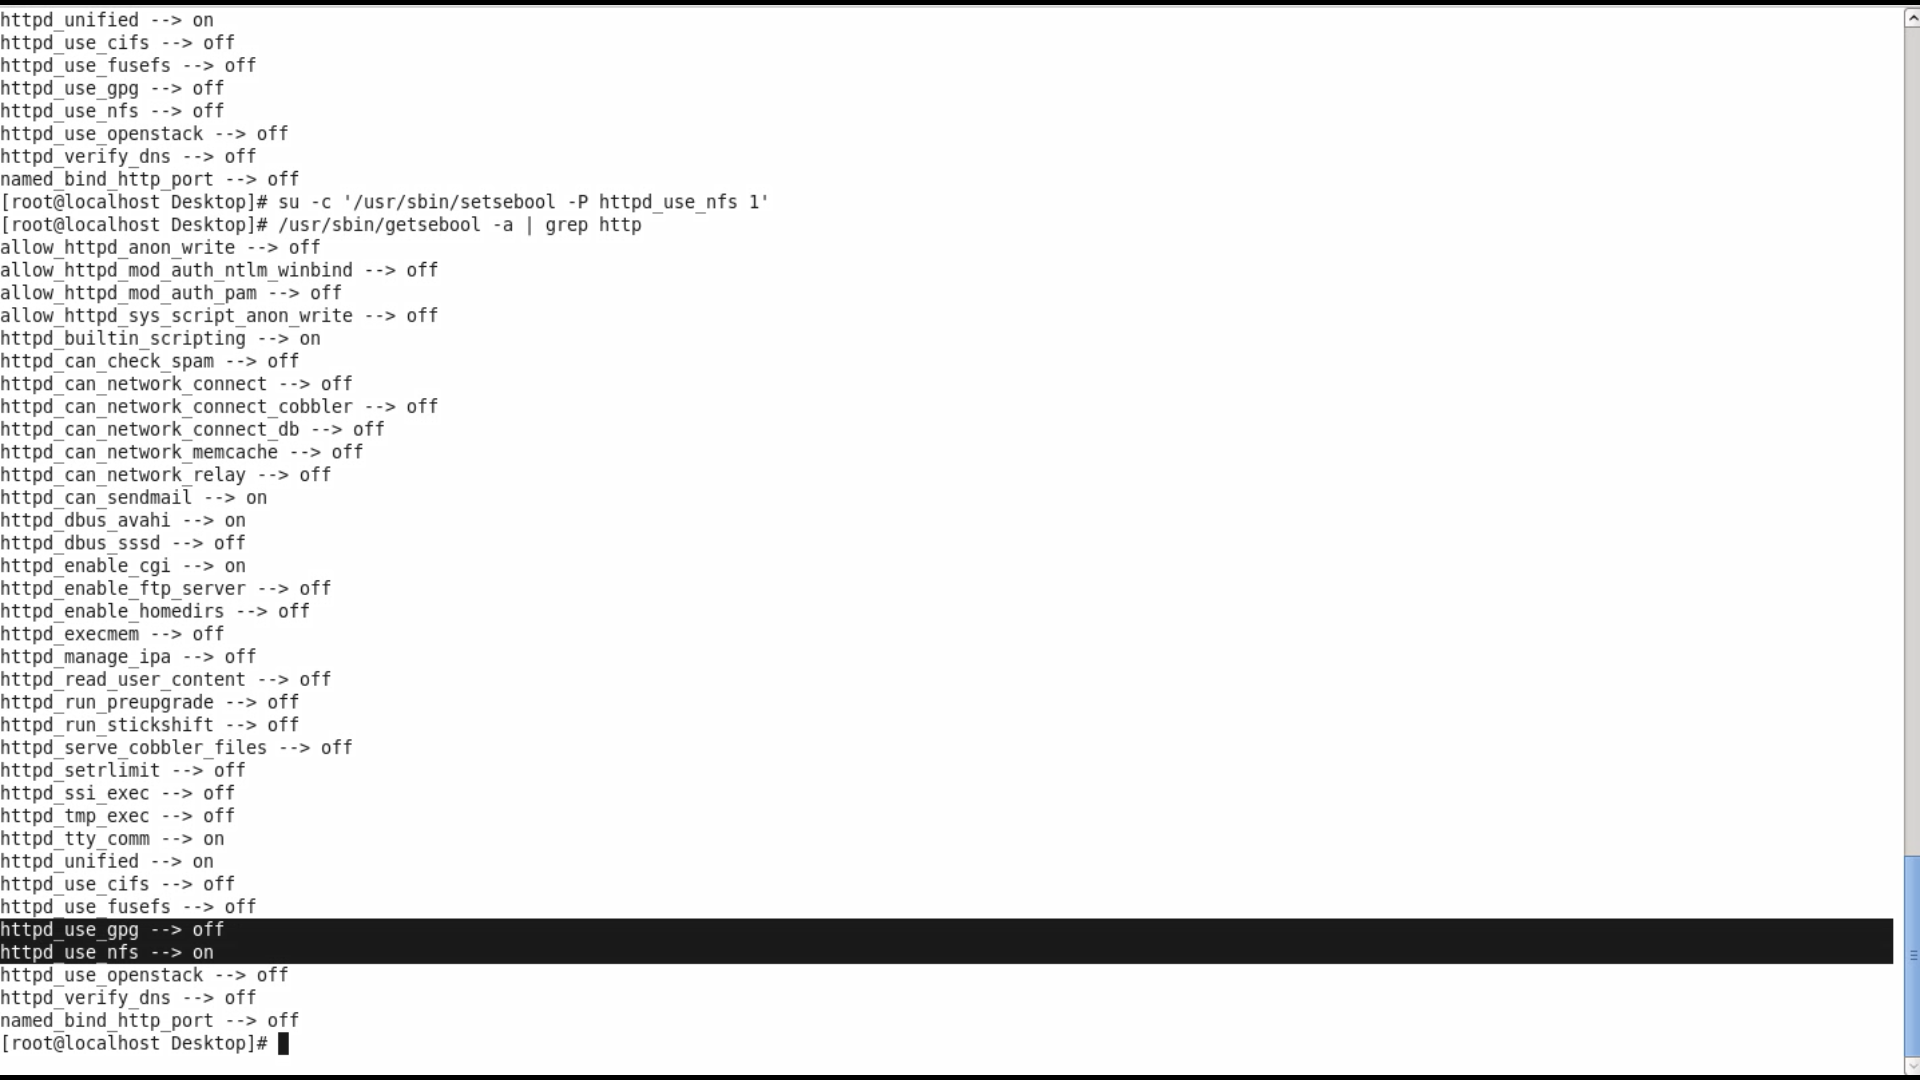 httpd_unified --> on
httpd_use_cifs --> off
httpd_use_fusefs --> off
httpd_use_gpg --> off
httpd_use_nfs --> off
httpd_use_openstack --> off
httpd_verify_dns --> off
named_bind_http_port --> off
[root@localhost Desktop]# su -c '/usr/sbin/setsebool -P httpd_use_nfs 1'
[root@localhost Desktop]# /usr/sbin/getsebool -a | grep http
allow_httpd_anon_write --> off
allow_httpd_mod_auth_ntlm_winbind --> off
allow_httpd_mod_auth_pam --> off
allow_httpd_sys_script_anon_write --> off
httpd_builtin_scripting --> on
httpd_can_check_spam --> off
httpd_can_network_connect --> off
httpd_can_network_connect_cobbler --> off
httpd_can_network_connect_db --> off
httpd_can_network_memcache --> off
httpd_can_network_relay --> off
httpd_can_sendmail --> on
httpd_dbus_avahi --> on
httpd_dbus_sssd --> off
httpd_enable_cgi --> on
httpd_enable_ftp_server --> off
httpd_enable_homedirs --> off
httpd_execmem --> off
httpd_manage_ipa --> off
httpd_read_user_content --> off
httpd_run_preupgrade --> off
httpd_run_stickshift --> off
httpd_serve_cobbler_files --> off
httpd_setrlimit --> off
httpd_ssi_exec --> off
httpd_tmp_exec --> off
httpd_tty_comm --> on
httpd_unified --> on
httpd_use_cifs --> off
httpd_use_fusefs --> off
httpd_use_gpg --> off
httpd_use_nfs --> on
httpd_use_openstack --> off
httpd_verify_dns --> off
named_bind_http_port --> off
[root@localhost Desktop]#